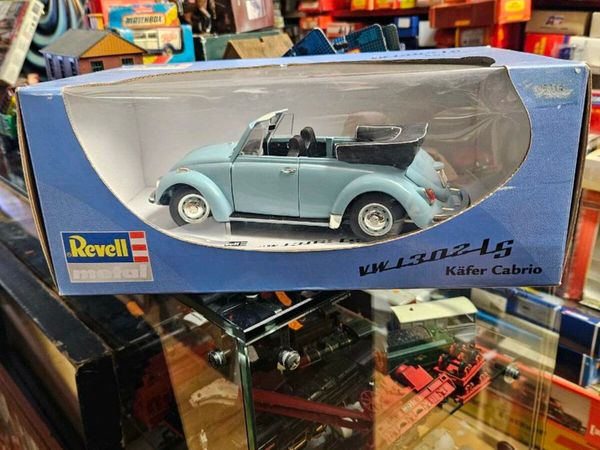 MATCHBOX
Revell
metal
VW 1302 LS
Käfer Cabrio